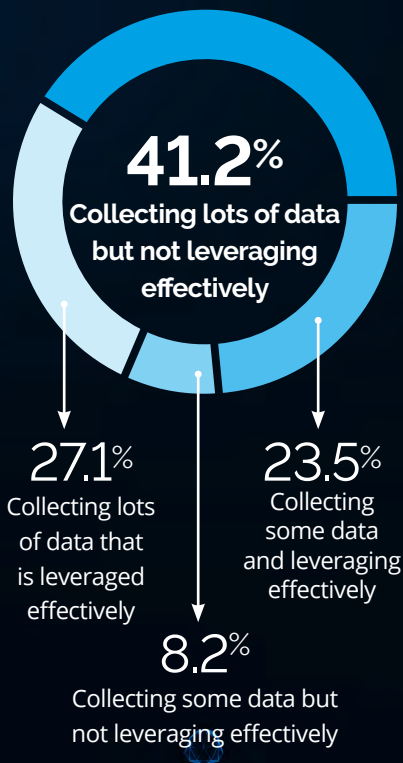 41.2%
Collecting lots of data
but not leveraging
effectively
27.1%
Collecting lots
of data that
is leveraged
effectively
23.5%
Collecting
some data
and leveraging
effectively
8.2%
Collecting some data but
not leveraging effectively